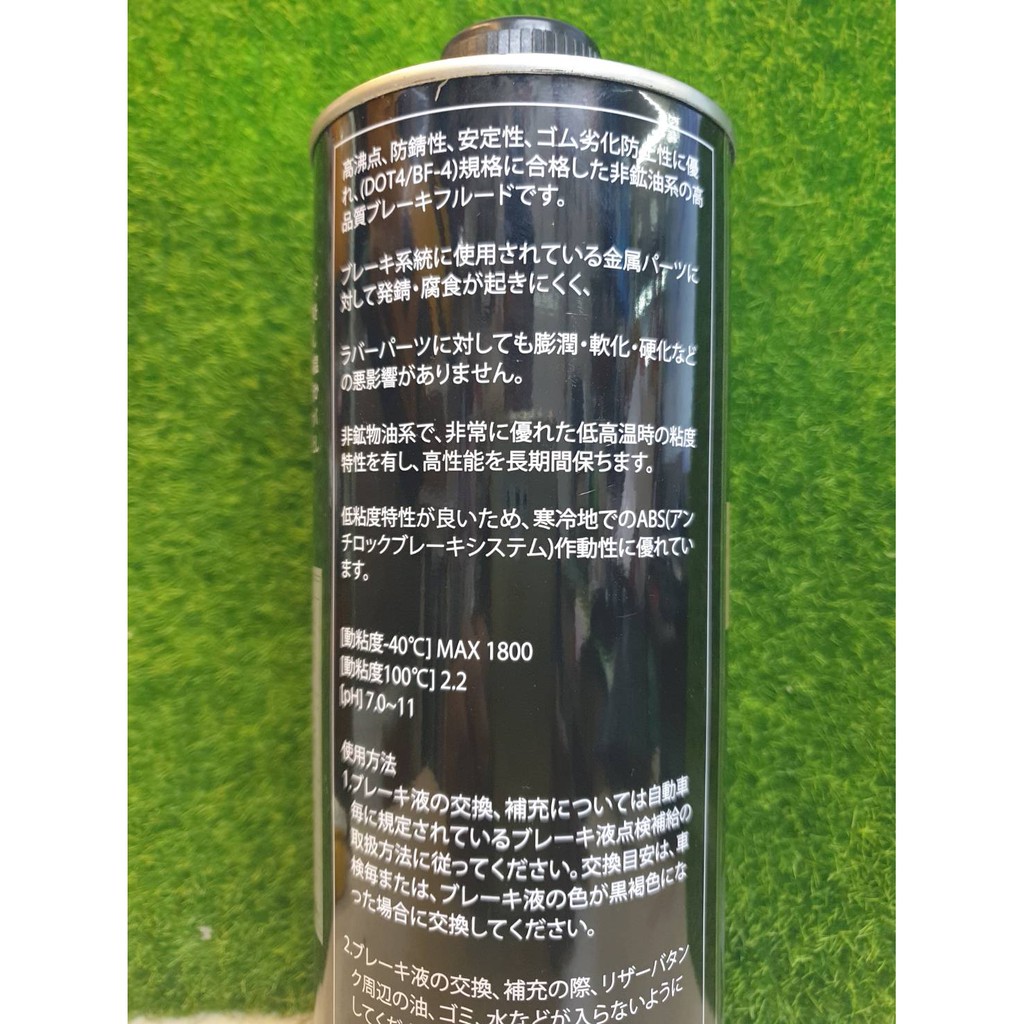 高沸点、防錆性、安定性、ゴム劣化防止性に優
れ、(DOT4/BF-4)規格に合格した非鉱油系の高
品質ブレーキフルードです。
ブレーキ系統に使用されている金属パーツに
対して発錆・腐食が起きにくく、
ラバーパーツに対しても膨潤・軟化・硬化など
の悪影響がありません。
非鉱物油系で、非常に優れた低高温時の粘度
特性を有し、高性能を長期間保ちます。
低粘度特性が良いため、寒冷地でのABS(アン
チロックブレーキシステム)作動性に優れてい
ます。
[動粘度-40℃] MAX 1800
[動粘度100℃] 2.2
[pH] 7.0~11
使用方法
1.ブレーキ液の交換、補充については自動車
毎に規定されているブレーキ液点検補給の
取扱方法に従ってください。交換目安は、車
検毎または、ブレーキ液の色が黒褐色にな
った場合に交換してください。
2.ブレーキ液の交換、補充の際、リザーバタン
ク周辺の油、ゴミ、水などが入らないように
してくだ